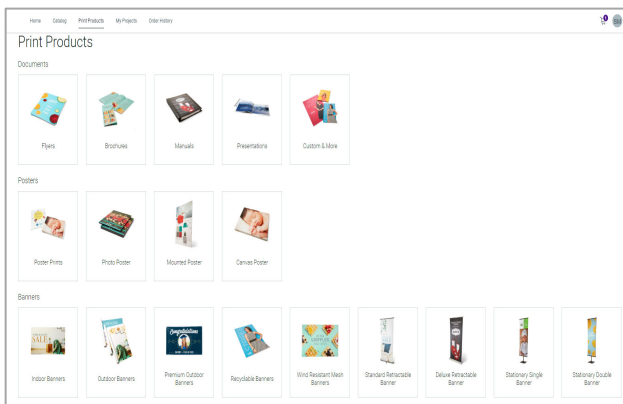 Home Catalog Print Products My Projects Order History
Print Products
Documents
Flyers Brochures Manuals Presentations Custom & More
Posters
Poster Prints Photo Poster Mounted Poster Canvas Poster
Banners
SALE
Congratulations
Indoor Banners Outdoor Banners Premium Outdoor Banners Recyclable Banners Wind Resistant Mesh Banners Standard Retractable Banner Deluxe Retractable Banner Stationary Single Banner Stationary Double Banner